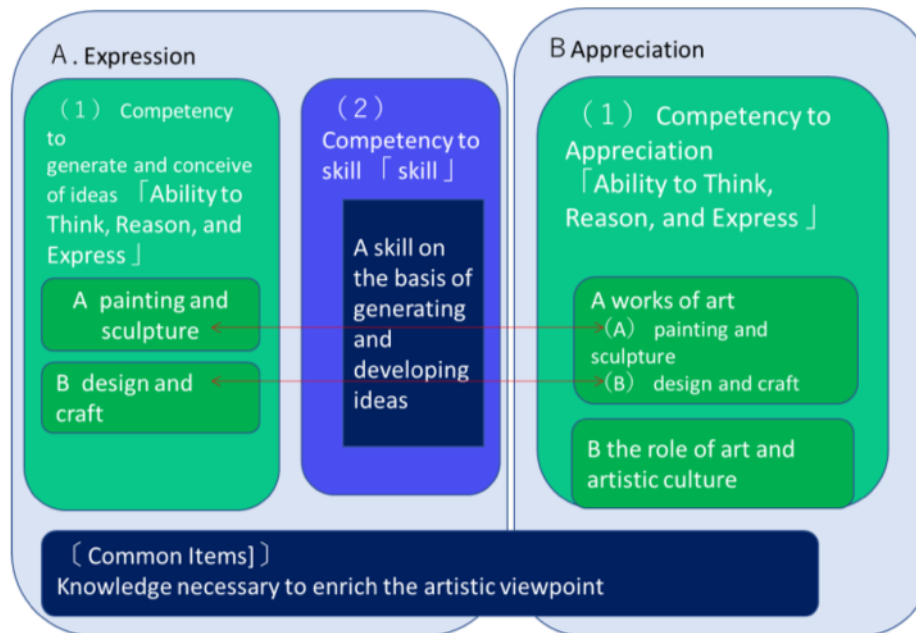 A . Expression
（１） Competency
to
generate and conceive
of ideas 「Ability to
Think, Reason, and
Express」
A painting and
sculpture
B design and
craft
（２）
Competency to
skill 「 skill 」
A skill on
the basis of
generating
and
developing
ideas
B Appreciation
（１） Competency to
Appreciation
「Ability to Think,
Reason, and Express 」
A works of art
（A） painting and
sculpture
（B） design and craft
B the role of art and
artistic culture
〔 Common Items] 〕
Knowledge necessary to enrich the artistic viewpoint